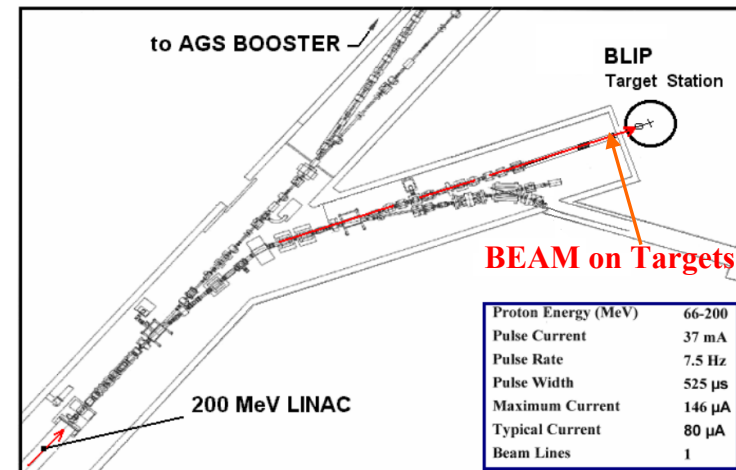 to AGS BOOSTER
BLIP
Target Station
BEAM on Targets
Proton Energy (MeV) 66-200
Pulse Current 37 mA
Pulse Rate 7.5 Hz
Pulse Width 525 µs
Maximum Current 146 µA
Typical Current 80 µA
Beam Lines 1
200 MeV LINAC